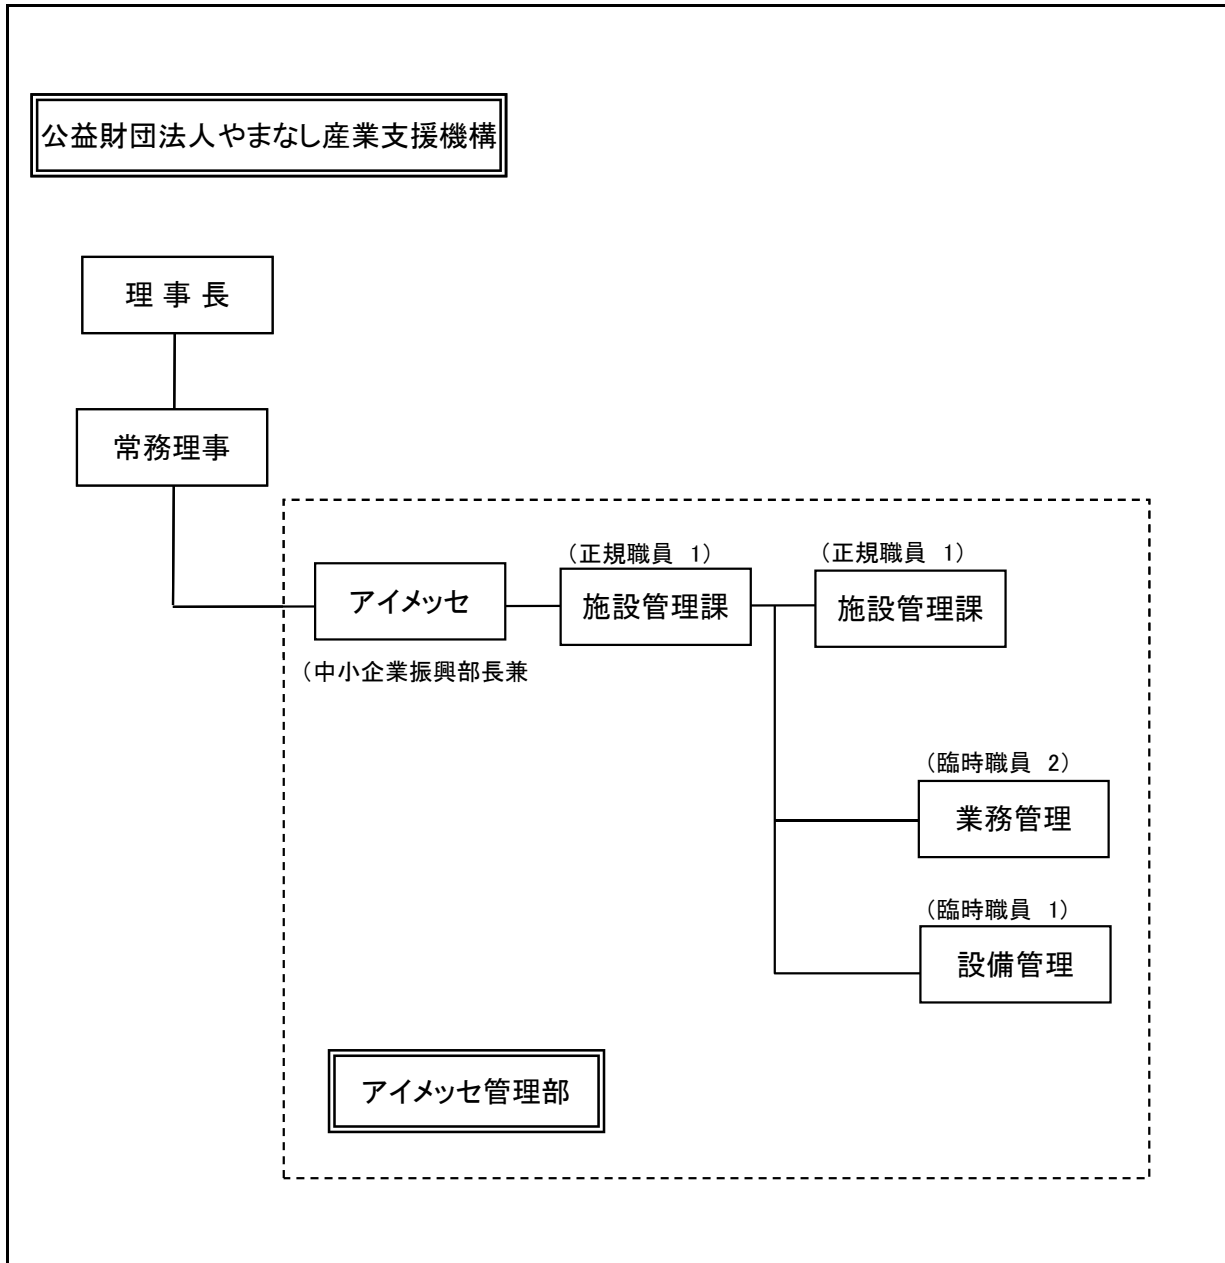 公益財団法人やまなし産業支援機構
理 事 長
常務理事
（正規職員 1）
（正規職員 1）
アイメッセ
施設管理課
施設管理課
（中小企業振興部長兼
（臨時職員 2）
業務管理
（臨時職員 1）
設備管理
アイメッセ管理部